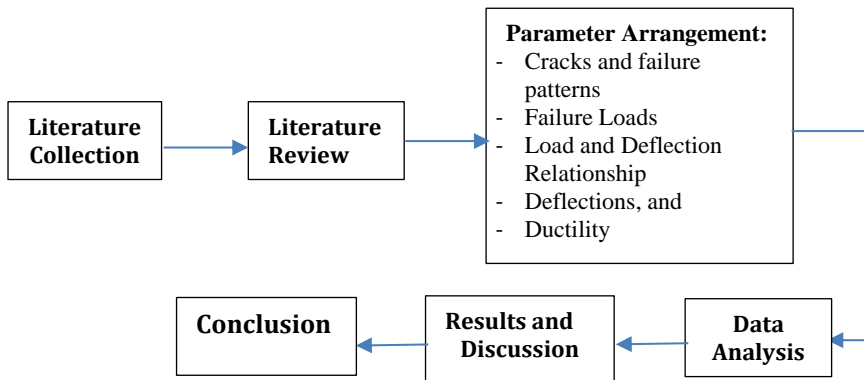 Literature
Collection
Literature
Review
Parameter Arrangement:
- Cracks and failure
patterns
- Failure Loads
- Load and Deflection
Relationship
- Deflections, and
- Ductility
Data
Analysis
Results and
Discussion
Conclusion